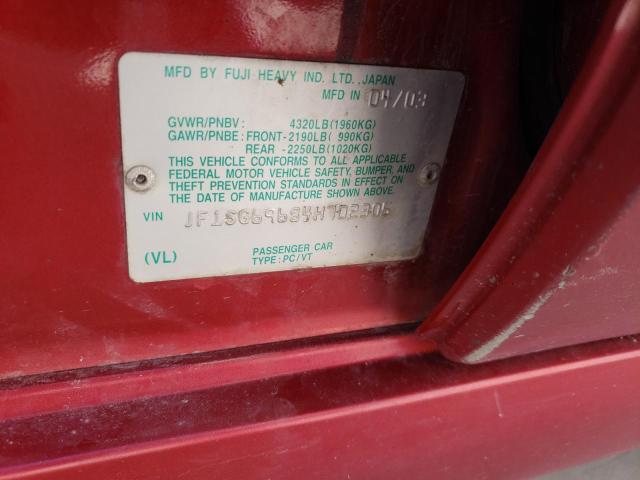 MFD BY FUJI HEAVY IND. LTD., JAPAN
MFD IN 04/03
GVWR/PNBV: 4320LB(1960KG)
GAWR/PNBE: FRONT-2190LB( 990KG)
REAR -2250LB(1020KG)
THIS VEHICLE CONFORMS TO ALL APPLICABLE
FEDERAL MOTOR VEHICLE SAFETY, BUMPER, AND
THEFT PREVENTION STANDARDS IN EFFECT ON
THE DATE OF MANUFACTURE SHOWN ABOVE.
VIN JF1SG69684H702306
(VL) PASSENGER CAR
TYPE:PC/VT